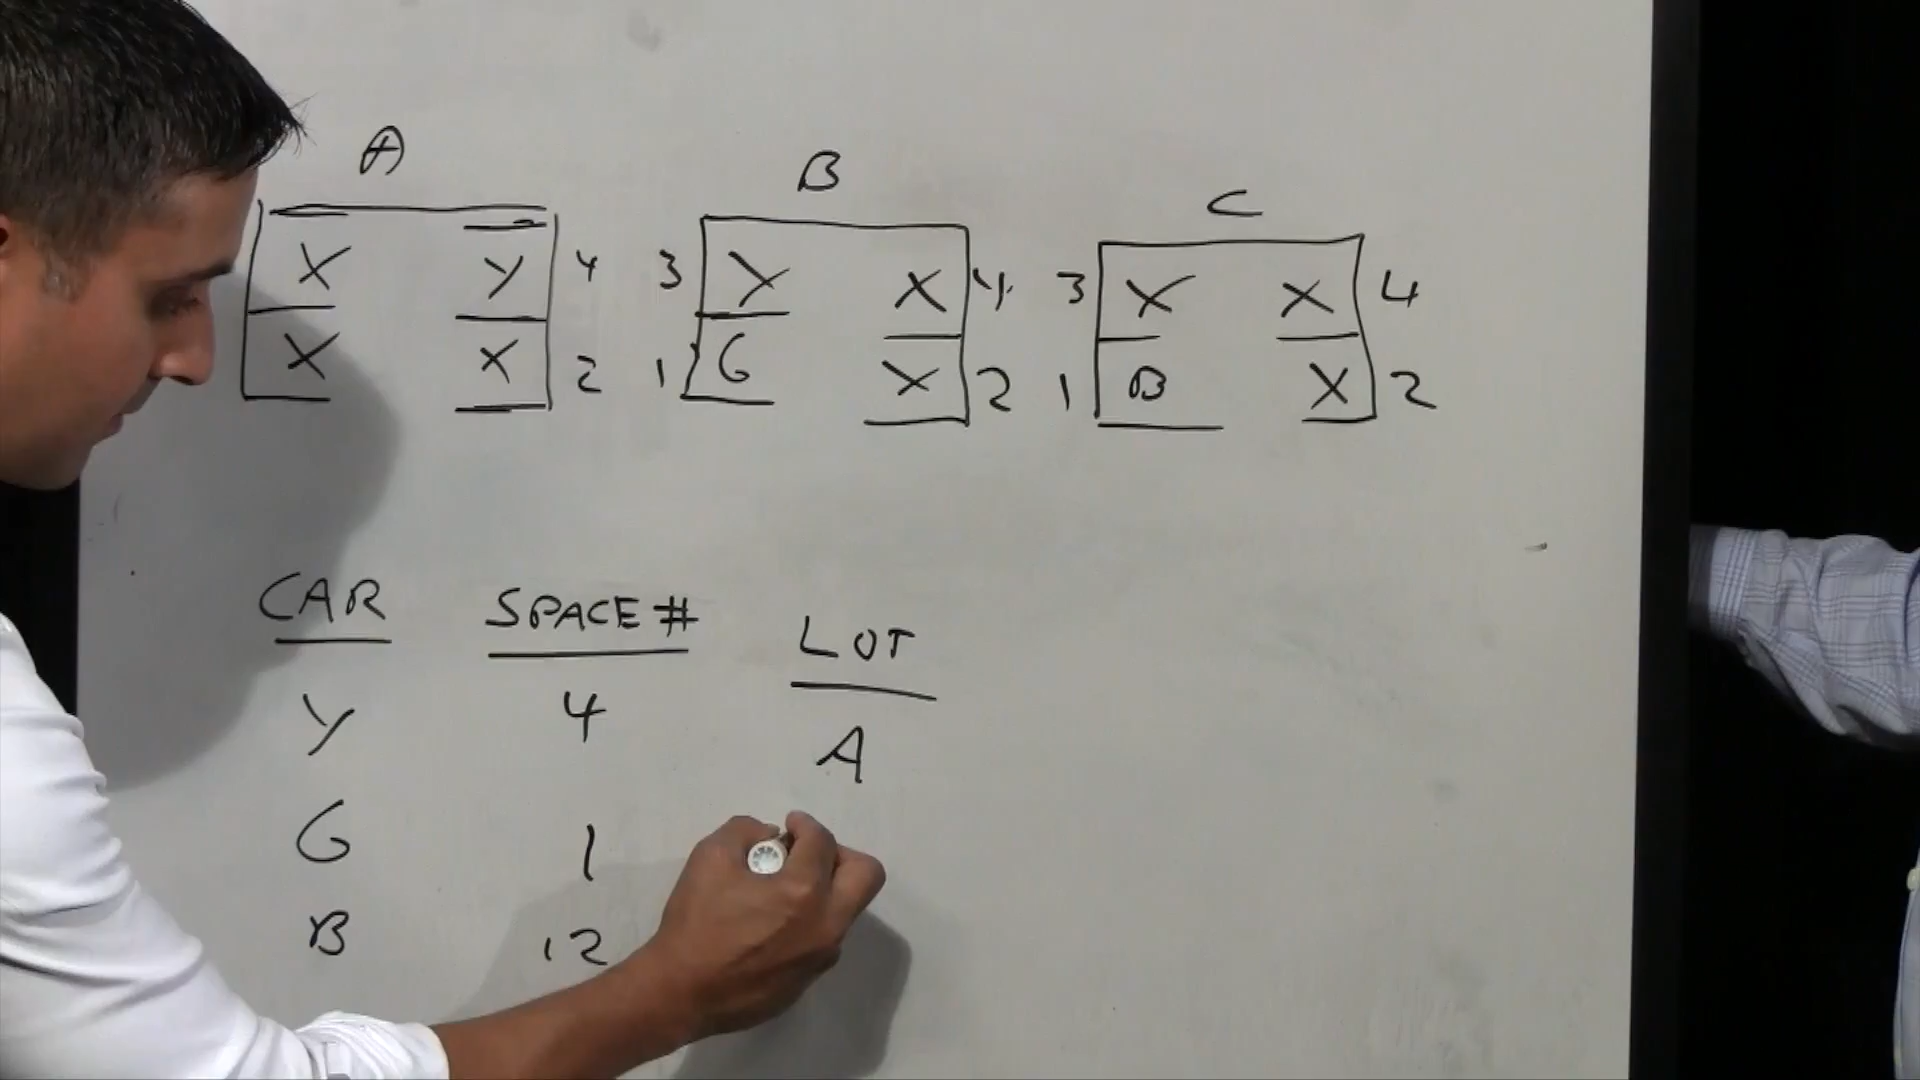 A B C
X Y 4 3 Y X 4 3 X X 4
X X 2 1 G X 2 1 B X 2
CAR SPACE # LOT
Y 4 A
G 1
B 12